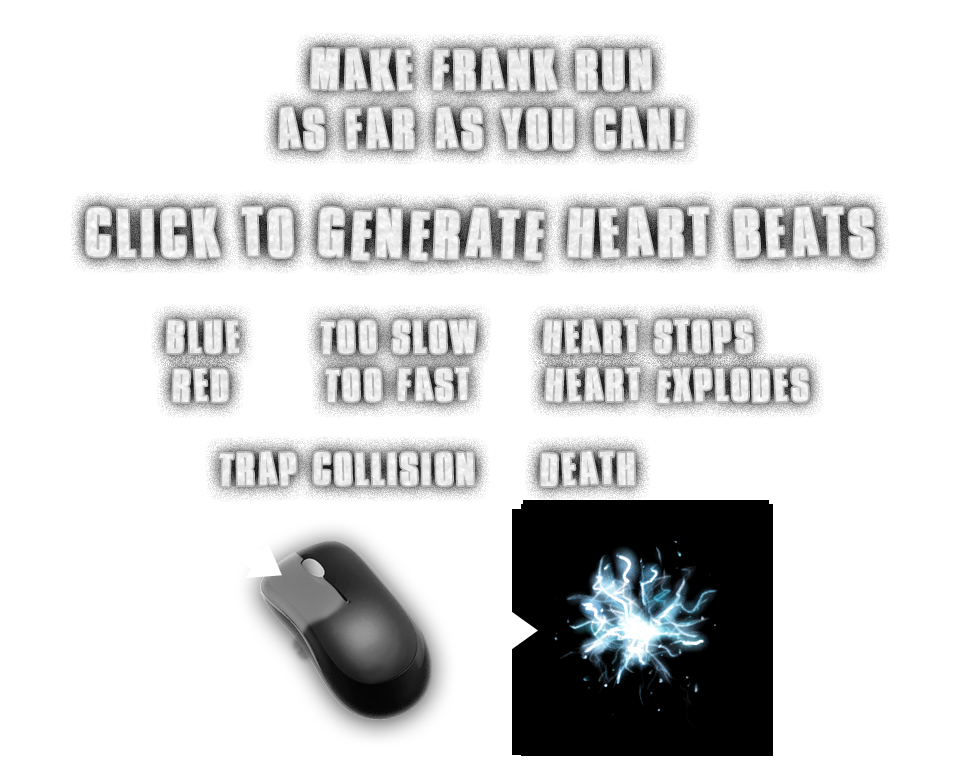 MAKE FRANK RUN
AS FAR AS YOU CAN!
CLICK TO GENERATE HEART BEATS
BLUE TOO SLOW HEART STOPS
RED TOO FAST HEART EXPLODES
TRAP COLLISION DEATH